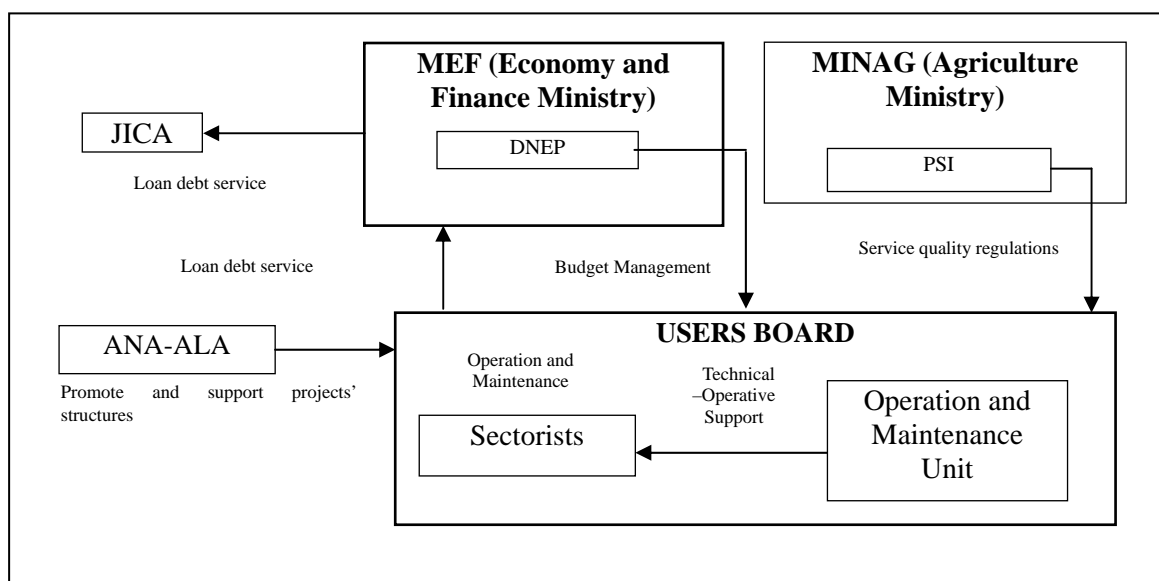 MEF (Economy and
Finance Ministry)
DNEP
MINAG (Agriculture
Ministry)
PSI
JICA
Loan debt service
Loan debt service
Budget Management
Service quality regulations
ANA-ALA
Promote and support projects'
structures
USERS BOARD
Operation and
Maintenance
Sectorists
Technical
–Operative
Support
Operation and
Maintenance
Unit